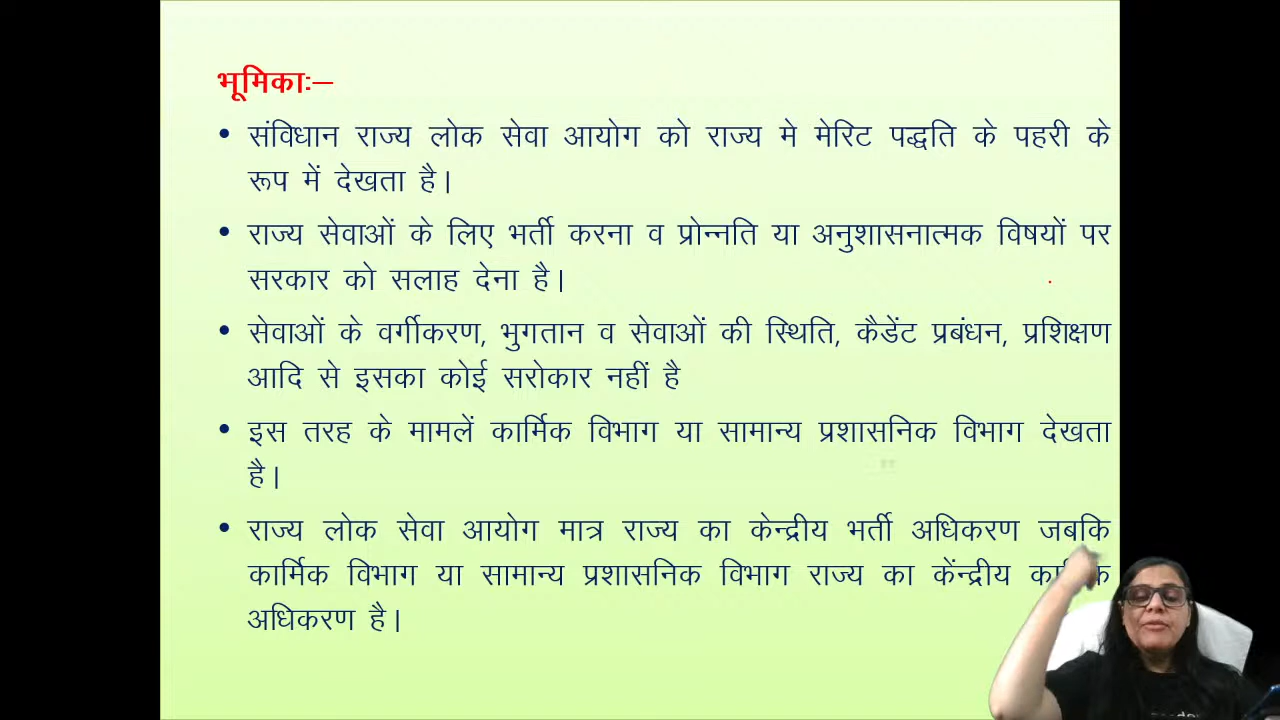 भूमिकाः—
• संविधान राज्य लोक सेवा आयोग को राज्य मे मेरिट पद्धति के पहरी के
रूप में देखता है।
• राज्य सेवाओं के लिए भर्ती करना व प्रोन्नति या अनुशासनात्मक विषयों पर
सरकार को सलाह देना है।
• सेवाओं के वर्गीकरण, भुगतान व सेवाओं की स्थिति, कैडेंट प्रबंधन, प्रशिक्षण
आदि से इसका कोई सरोकार नहीं है
• इस तरह के मामलें कार्मिक विभाग या सामान्य प्रशासनिक विभाग देखता
है।
• राज्य लोक सेवा आयोग मात्र राज्य का केन्द्रीय भर्ती अधिकरण जबकि
कार्मिक विभाग या सामान्य प्रशासनिक विभाग राज्य का केंन्द्रीय
अधिकरण है।